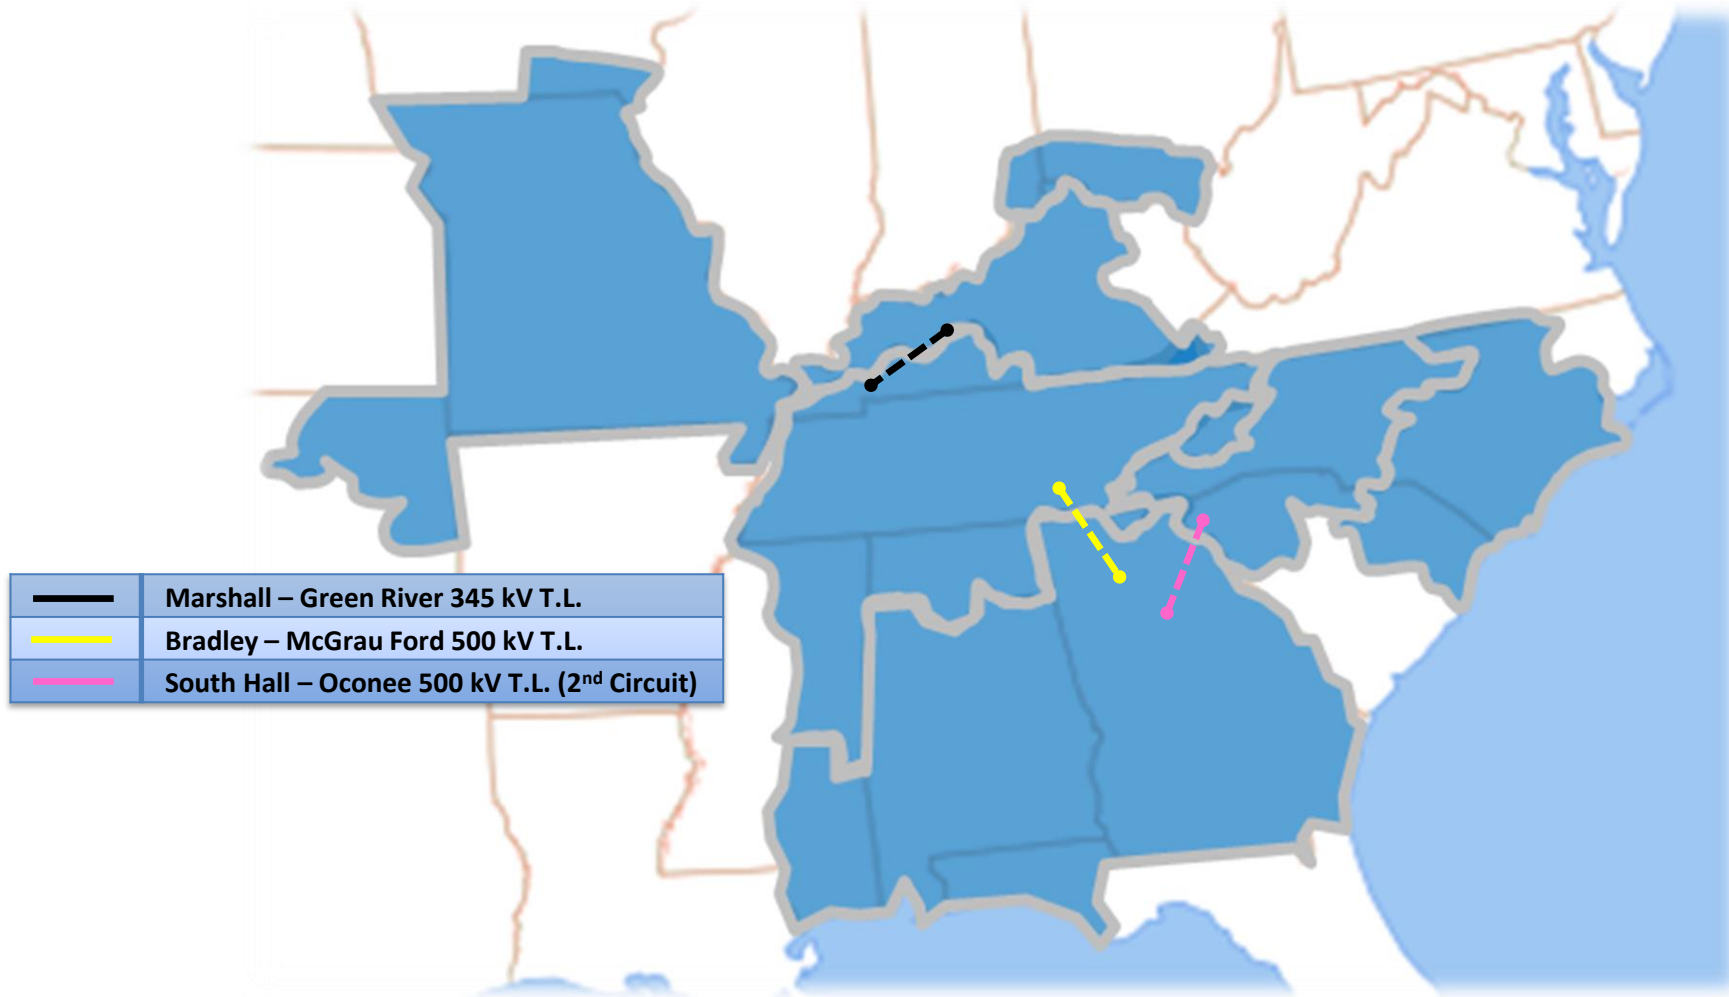 Marshall – Green River 345 kV T.L.
Bradley – McGrau Ford 500 kV T.L.
South Hall – Oconee 500 kV T.L. (2nd Circuit)